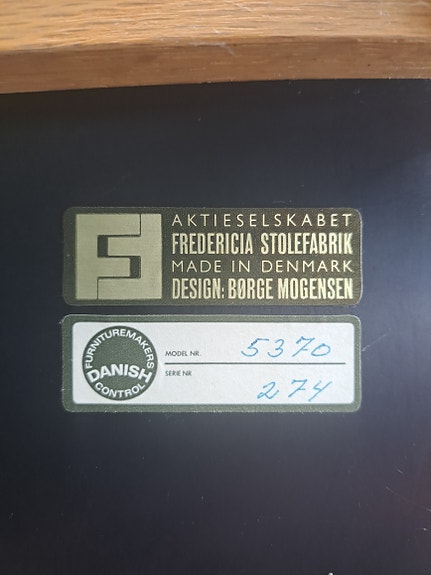 AKTIESELSKABET
FREDERICIA STOLEFABRIK
MADE IN DENMARK
DESIGN: BØRGE MOGENSEN
FURNITUREMAKERS
DANISH
CONTROL
MODEL NR. 5370
SERIE NR. 274